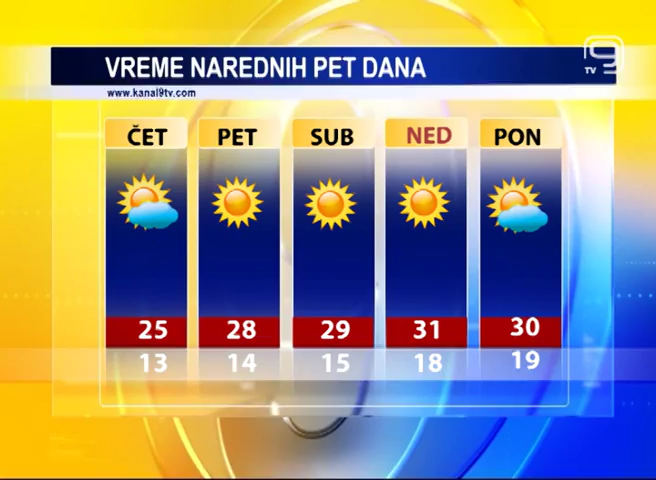 VREME NAREDNIH PET DANA
9
TV
www.kanal9tv.com
ČET PET SUB NED PON
25 28 29 31 30
13 14 15 18 19